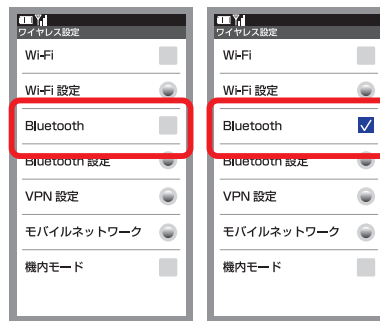 ワイヤレス設定
Wi-Fi
Wi-Fi 設定
Bluetooth
Bluetooth 設定
VPN 設定
モバイルネットワーク
機内モード
ワイヤレス設定
Wi-Fi
Wi-Fi 設定
Bluetooth
Bluetooth 設定
VPN 設定
モバイルネットワーク
機内モード